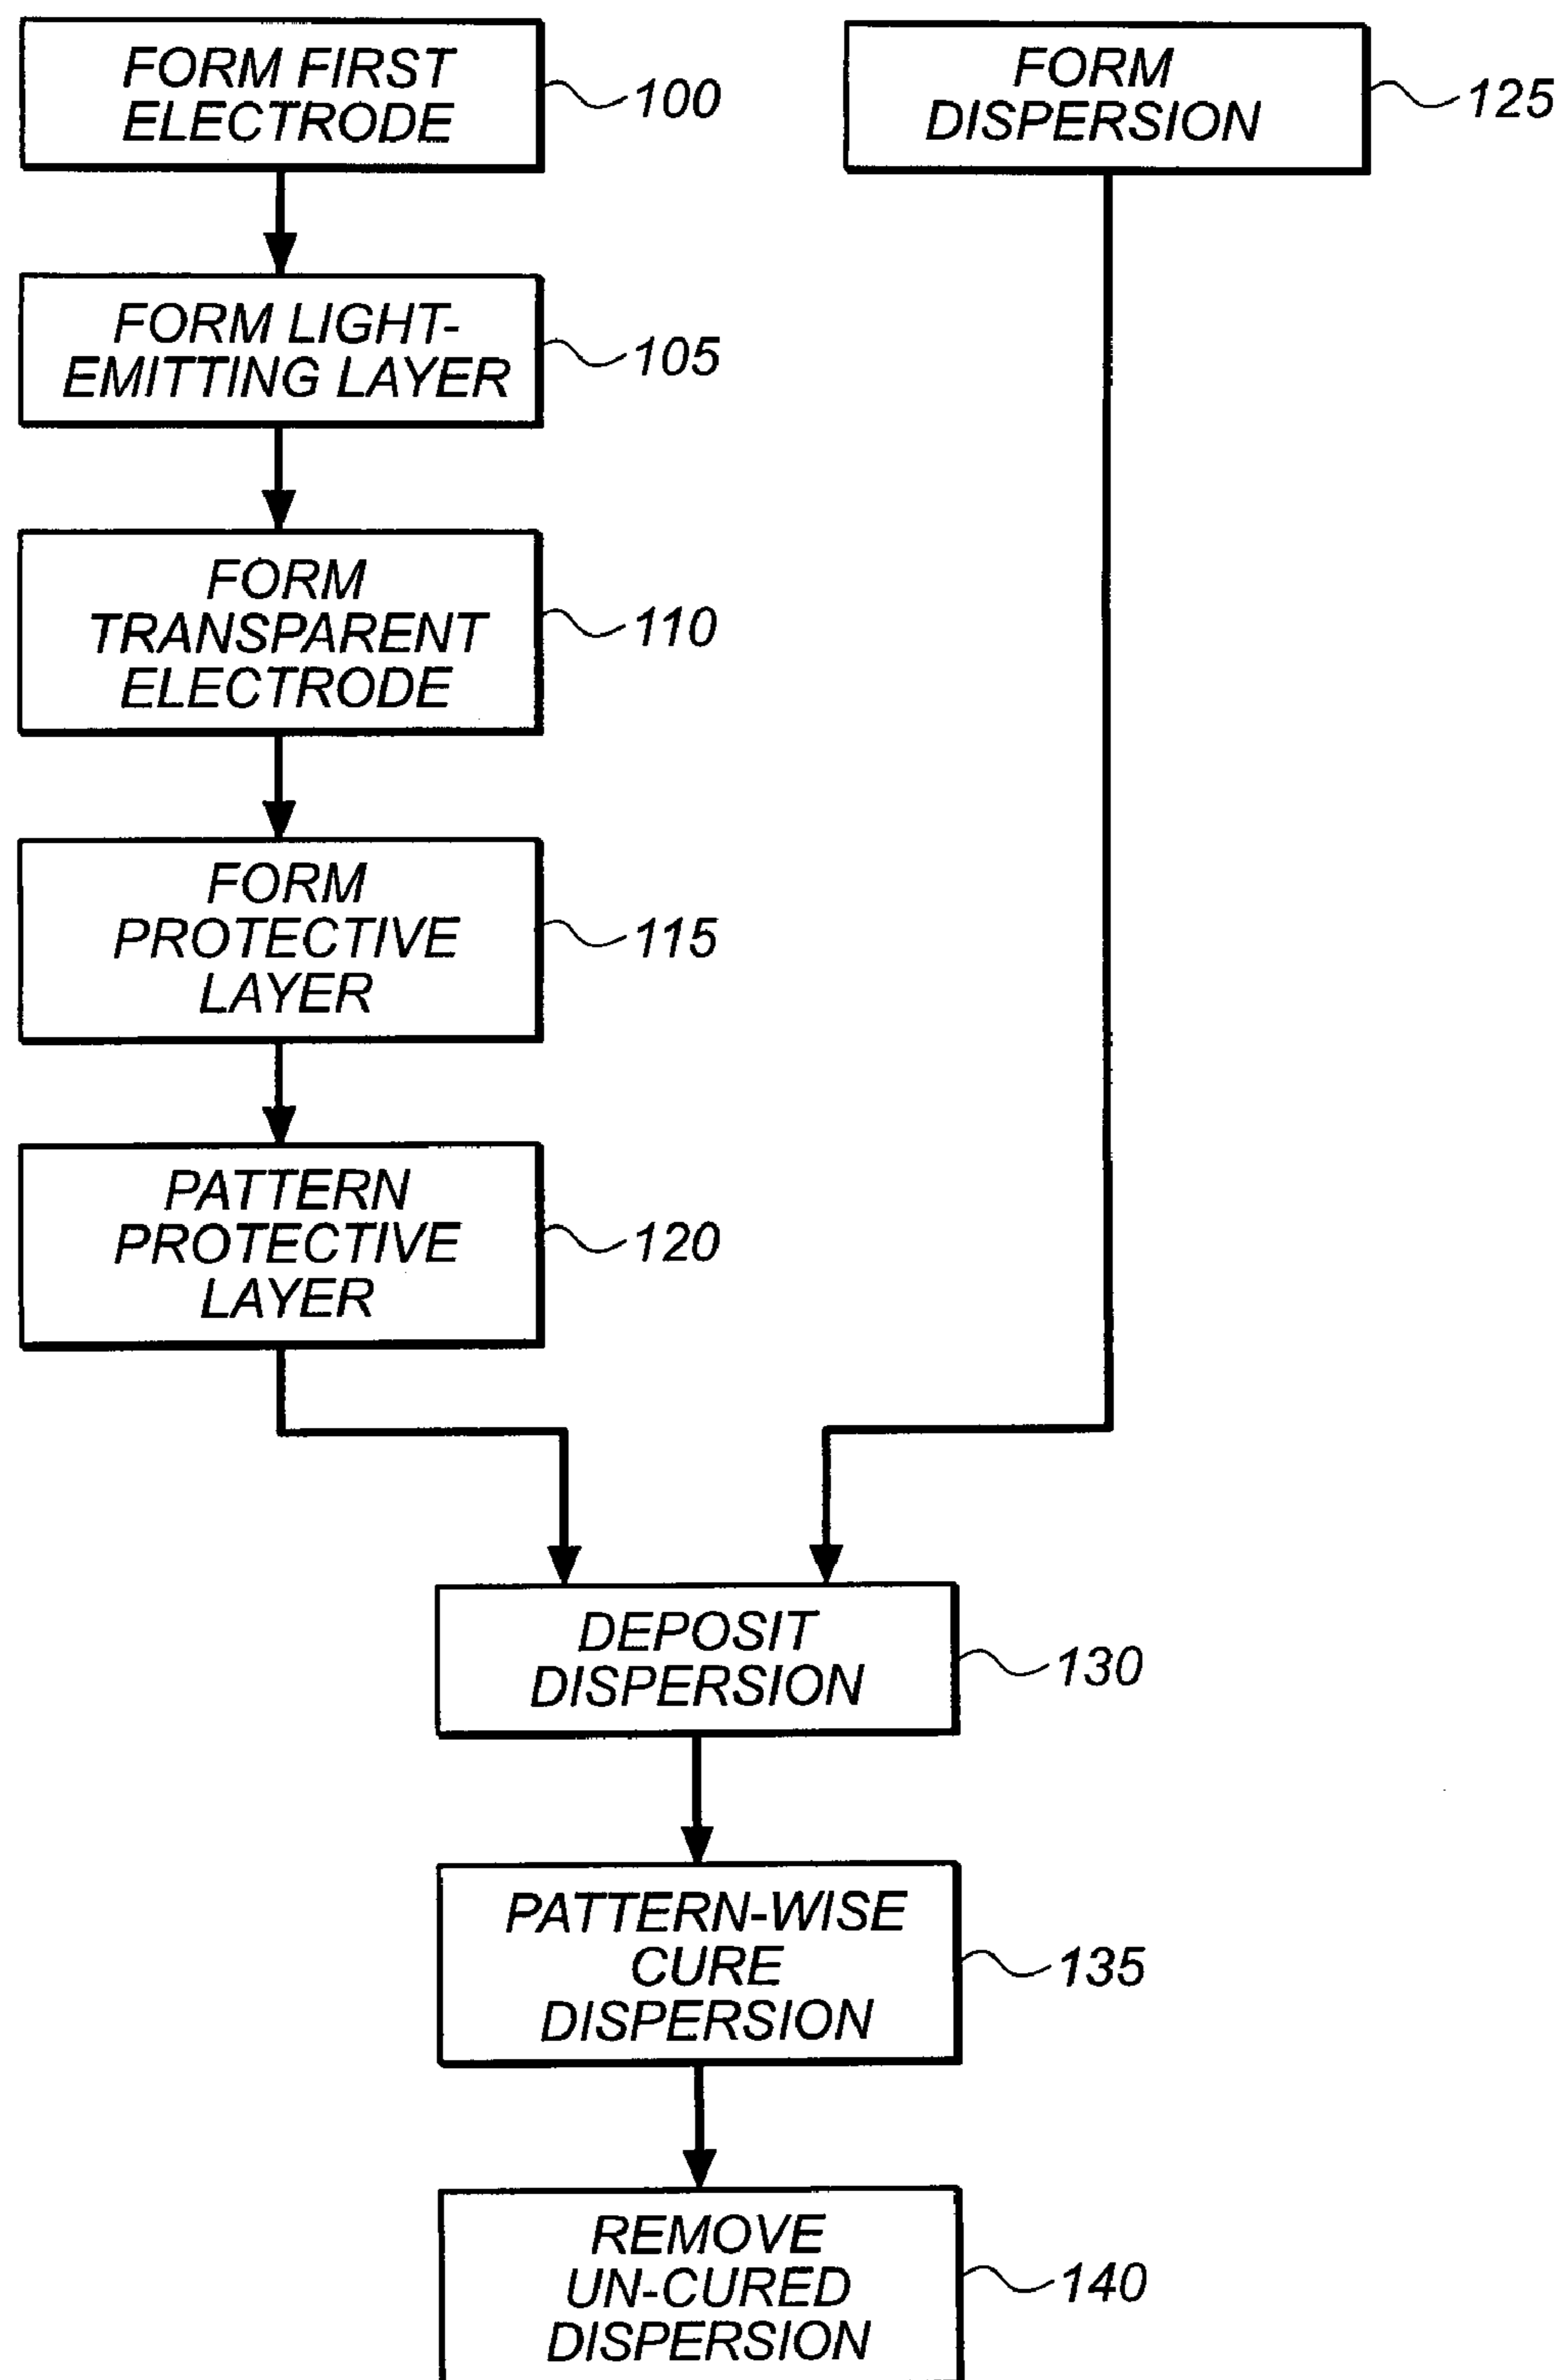 FORM FIRST
ELECTRODE
100
FORM
DISPERSION
125
FORM LIGHT-
EMITTING LAYER
105
FORM
TRANSPARENT
ELECTRODE
110
FORM
PROTECTIVE
LAYER
115
PATTERN
PROTECTIVE
LAYER
120
DEPOSIT
DISPERSION
130
PATTERN-WISE
CURE
DISPERSION
135
REMOVE
UN-CURED
DISPERSION
140